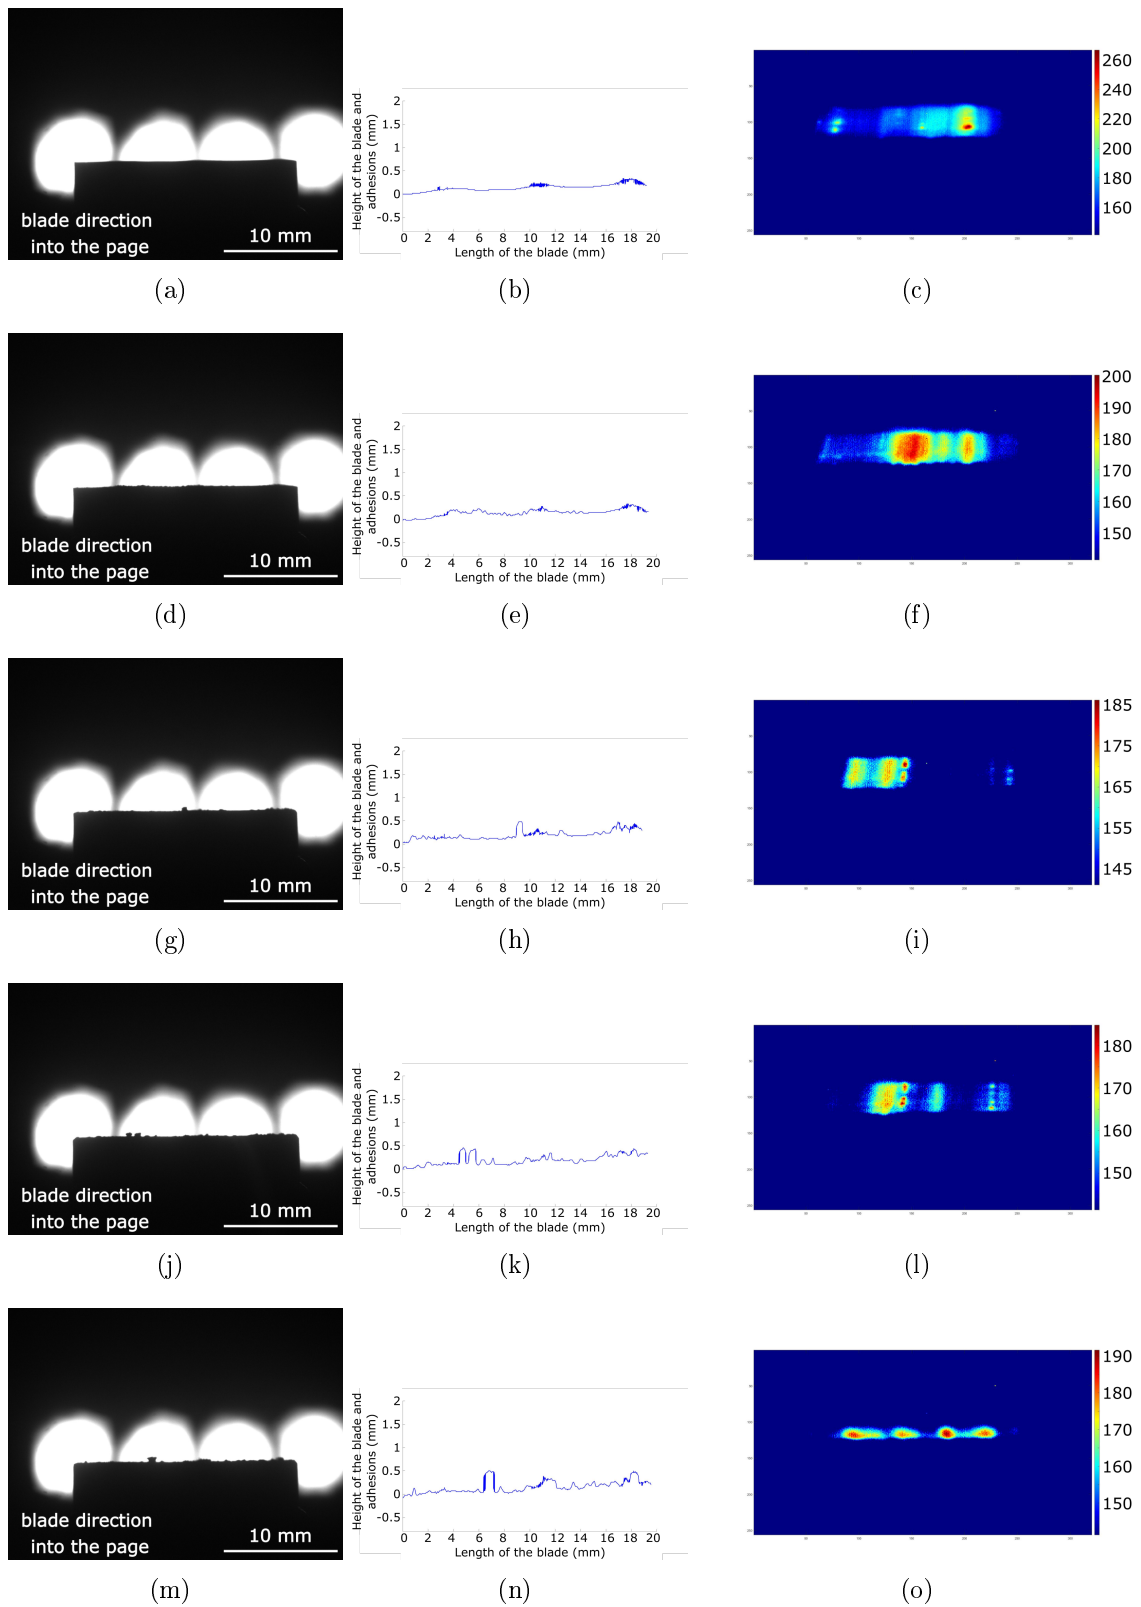 blade direction
into the page
10 mm
Height of the blade and
adhesions (mm)
2
1.5
1
0.5
0
-0.5
0 2 4 6 8 10 12 14 16 18 20
Length of the blade (mm)
260
240
220
200
180
160
(a)
(b)
(c)
blade direction
into the page
10 mm
Height of the blade and
adhesions (mm)
2
1.5
1
0.5
0
-0.5
0 2 4 6 8 10 12 14 16 18 20
Length of the blade (mm)
200
190
180
170
160
150
(d)
(e)
(f)
blade direction
into the page
10 mm
Height of the blade and
adhesions (mm)
2
1.5
1
0.5
0
-0.5
0 2 4 6 8 10 12 14 16 18 20
Length of the blade (mm)
185
175
165
155
145
(g)
(h)
(i)
blade direction
into the page
10 mm
Height of the blade and
adhesions (mm)
2
1.5
1
0.5
0
-0.5
0 2 4 6 8 10 12 14 16 18 20
Length of the blade (mm)
180
170
160
150
(j)
(k)
(l)
blade direction
into the page
10 mm
Height of the blade and
adhesions (mm)
2
1.5
1
0.5
0
-0.5
0 2 4 6 8 10 12 14 16 18 20
Length of the blade (mm)
190
180
170
160
150
(m)
(n)
(o)